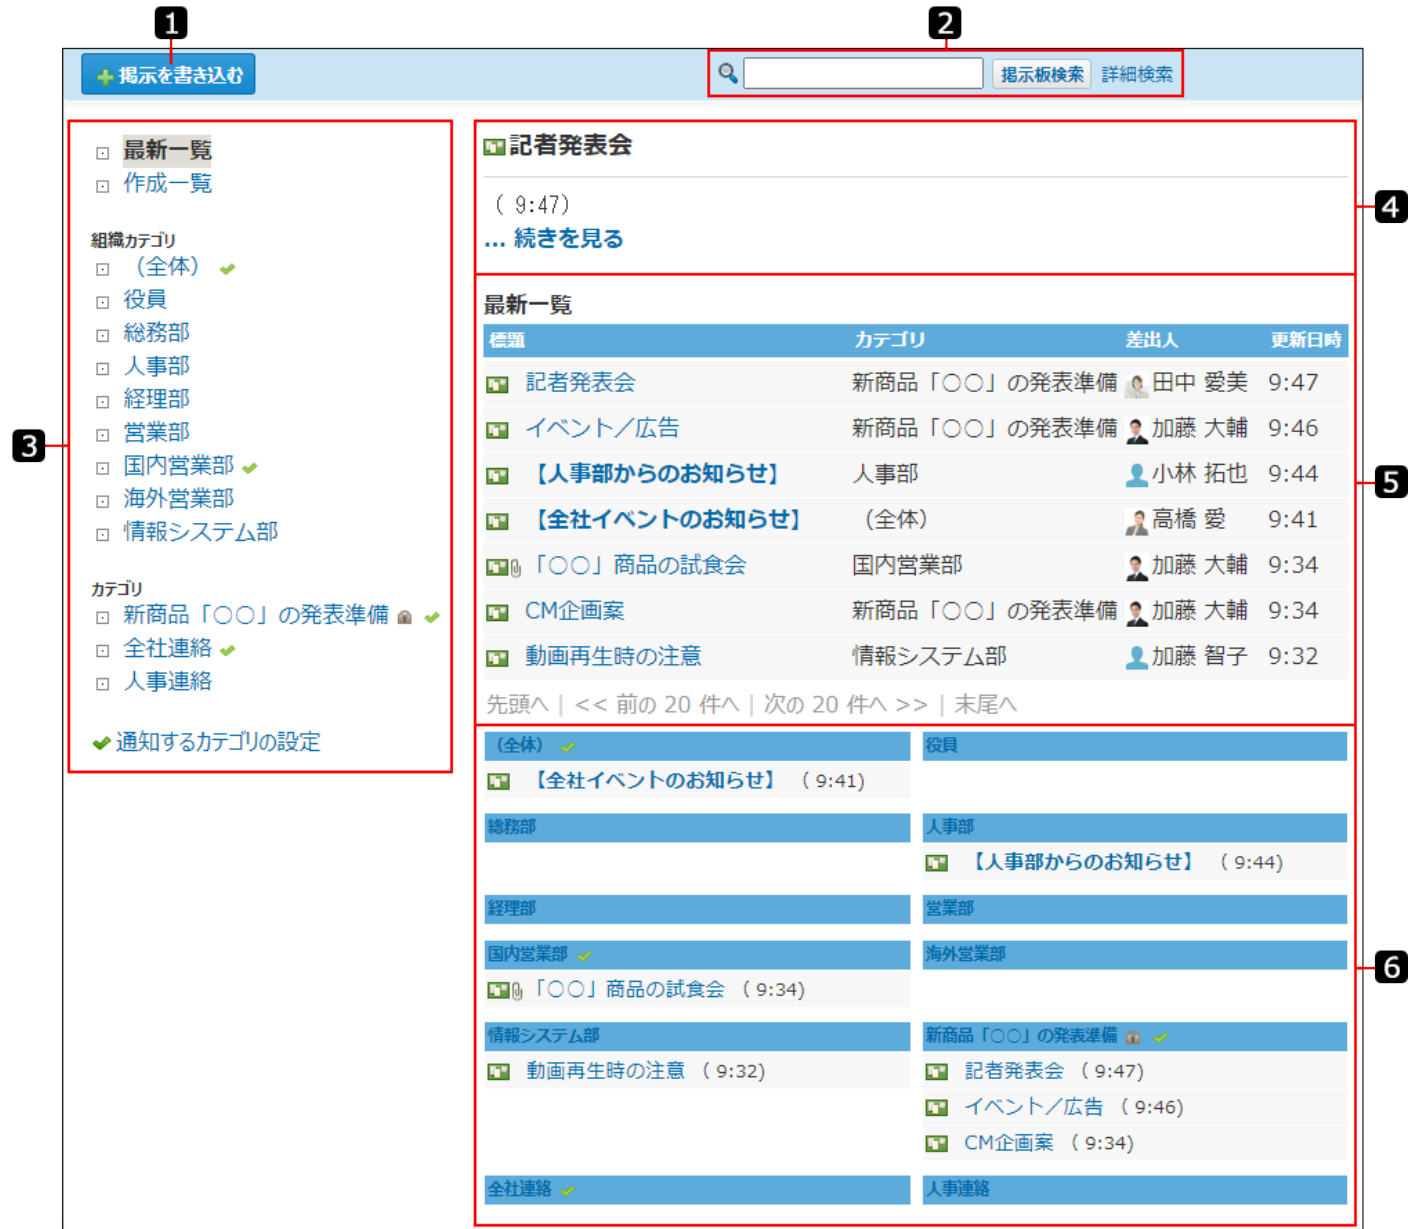 1
2
掲示を書き込む
掲示板検索 詳細検索
3
最新一覧
作成一覧
組織カテゴリ
（全体）
役員
総務部
人事部
経理部
営業部
国内営業部
海外営業部
情報システム部
カテゴリ
新商品「○○」の発表準備
全社連絡
人事連絡
通知するカテゴリの設定
4
記者発表会
( 9:47)
... 続きを見る
5
最新一覧
標題 カテゴリ 差出人 更新日時
記者発表会 新商品「○○」の発表準備 田中 愛美 9:47
イベント／広告 新商品「○○」の発表準備 加藤 大輔 9:46
【人事部からのお知らせ】 人事部 小林 拓也 9:44
【全社イベントのお知らせ】 （全体） 高橋 愛 9:41
「○○」商品の試食会 国内営業部 加藤 大輔 9:34
CM企画案 新商品「○○」の発表準備 加藤 大輔 9:34
動画再生時の注意 情報システム部 加藤 智子 9:32
先頭へ | << 前の 20 件へ | 次の 20 件へ >> | 末尾へ
6
（全体） 役員
【全社イベントのお知らせ】 ( 9:41)
総務部 人事部
【人事部からのお知らせ】 ( 9:44)
経理部 営業部
国内営業部 海外営業部
「○○」商品の試食会 ( 9:34)
情報システム部 新商品「○○」の発表準備
動画再生時の注意 ( 9:32) 記者発表会 ( 9:47)
イベント／広告 ( 9:46)
CM企画案 ( 9:34)
全社連絡 人事連絡